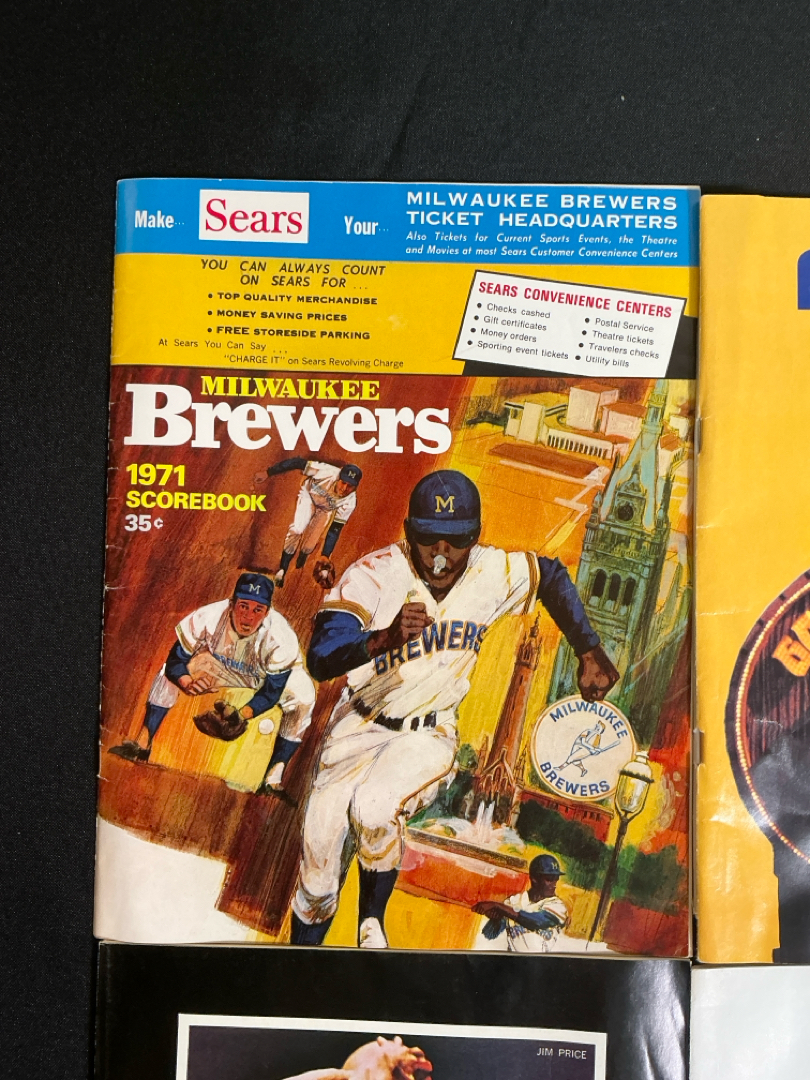 Make...
Sears
Your...
MILWAUKEE BREWERS
TICKET HEADQUARTERS
Also Tickets for Current Sports Events, the Theatre
and Movies at most Sears Customer Convenience Centers
YOU CAN ALWAYS COUNT
ON SEARS FOR ...
• TOP QUALITY MERCHANDISE
• MONEY SAVING PRICES
• FREE STORESIDE PARKING
At Sears You Can Say ...
"CHARGE IT" on Sears Revolving Charge
SEARS CONVENIENCE CENTERS
• Checks cashed
• Gift certificates
• Money orders
• Sporting event tickets
• Postal Service
• Theatre tickets
• Travelers checks
• Utility bills
MILWAUKEE
Brewers
1971
SCOREBOOK
35¢
M
M
BREWERS
MILWAUKEE
BREWERS
JIM PRICE